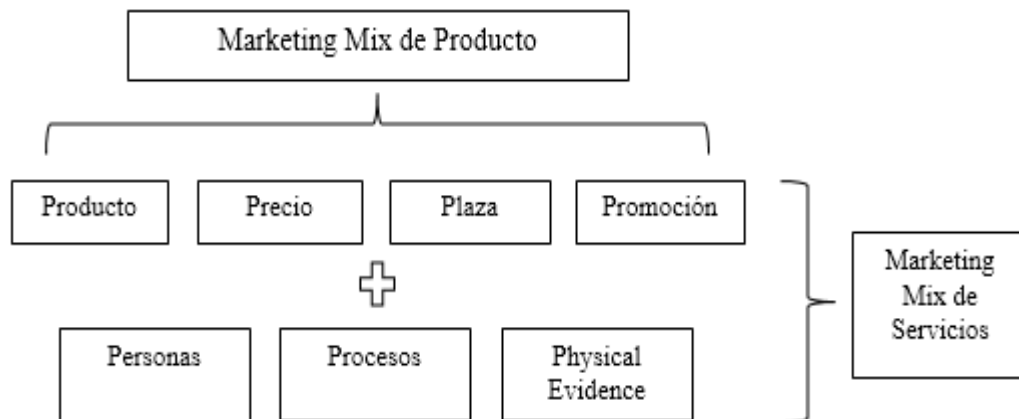 Marketing Mix de Producto
Producto
Precio
Plaza
Promoción
Marketing
Mix de
Servicios
Personas
Procesos
Physical
Evidence